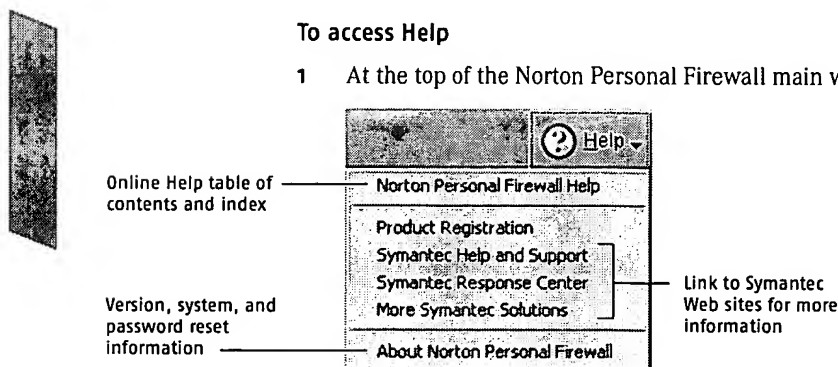 To access Help
1 At the top of the Norton Personal Firewall main
Help
Online Help table of
contents and index
Norton Personal Firewall Help
Product Registration
Symantec Help and Support
Symantec Response Center
More Symantec Solutions
Link to Symantec
Web sites for more
information
Version, system, and
password reset
information
About Norton Personal Firewall